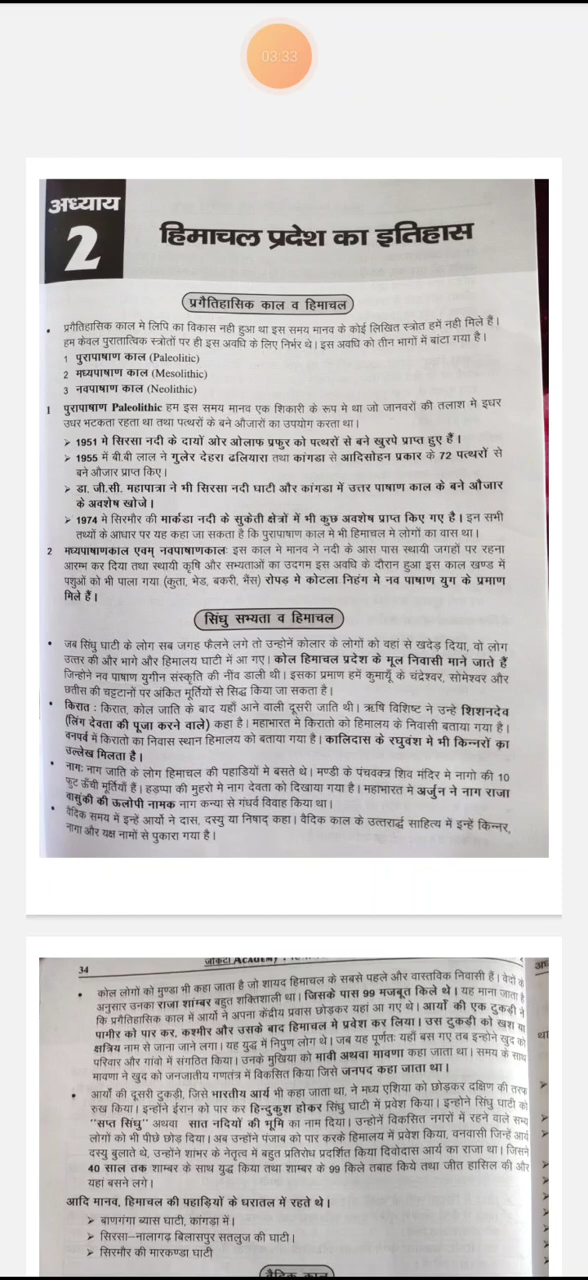 03:33
अध्याय
2
हिमाचल प्रदेश का इतिहास
प्रगैतिहासिक काल व हिमाचल
• प्रगैतिहासिक काल मे लिपि का विकास नही हुआ था इस समय मानव के कोई लिखित स्त्रोत हमें नही मिले हैं।
हम केवल पुरातात्विक स्त्रोतों पर ही इस अवधि के लिए निर्भर थे। इस अवधि को तीन भागों में बांटा गया है।
1 पुरापाषाण काल (Paleolitic)
2 मध्यपाषाण काल (Mesolithic)
3 नवपाषाण काल (Neolithic)
1 पुरापाषाण Paleolithic हम इस समय मानव एक शिकारी के रूप मे था जो जानवरों की तलाश मे इधर
उधर भटकता रहता था तथा पत्थरों के बने औजारों का उपयोग करता था।
➢ 1951 मे सिरसा नदी के दायों ओर ओलाफ प्रफुर को पत्थरों से बने खुरपे प्राप्त हुए हैं।
➢ 1955 में बी.बी लाल ने गुलेर देहरा ढलियारा तथा कांगडा से आदिसोहन प्रकार के 72 पत्थरों से
बने औजार प्राप्त किए।
➢ डा. जी.सी. महापात्रा ने भी सिरसा नदी घाटी और कांगडा में उत्तर पाषाण काल के बने औजार
के अवशेष खोजे।
➢ 1974 मे सिरमौर की मार्कडा नदी के सुकेती क्षेत्रों में भी कुछ अवशेष प्राप्त किए गए है। इन सभी
तथ्यों के आधार पर यह कहा जा सकता है कि पुरापाषाण काल मे भी हिमाचल मे लोगों का वास था।
2 मध्यपाषाणकाल एवम् नवपाषाणकालः इस काल मे मानव ने नदी के आस पास स्थायी जगहों पर रहना
आरम्भ कर दिया तथा स्थायी कृषि और सभ्यताओं का उदगम इस अवधि के दौरान हुआ इस काल खण्ड में
पशुओं को भी पाला गया (कुता, भेड, बकरी, भैंस) रोपड़ मे कोटला निहंग मे नव पाषाण युग के प्रमाण
मिले हैं।
सिंधु सभ्यता व हिमाचल
• जब सिंधु घाटी के लोग सब जगह फैलने लगे तो उन्होनें कोलार के लोगों को वहां से खदेड़ दिया, वो लोग
उत्तर की और भागे और हिमालय घाटी में आ गए। कोल हिमाचल प्रदेश के मूल निवासी माने जाते हैं
जिन्होने नव पाषाण युगीन संस्कृति की नींव डाली थी। इसका प्रमाण हमें कुमायूँ के चंद्रेश्वर, सोमेश्वर और
छतीस की चट्टानों पर अंकित मूर्तियों से सिद्ध किया जा सकता है।
• किरात : किरात, कोल जाति के बाद यहाँ आने वाली दूसरी जाति थी। ऋषि विशिष्ट ने उन्हे शिशनदेव
(लिंग देवता की पूजा करने वाले) कहा है। महाभारत मे किरातो को हिमालय के निवासी बताया गया है।
वनपर्व में किरातो का निवास स्थान हिमालय को बताया गया है। कालिदास के रघुवंश मे भी किन्नरों का
उल्लेख मिलता है।
• नागः नाग जाति के लोग हिमाचल की पहाडियों मे बसते थे। मण्डी के पंचवक्त्र शिव मंदिर मे नागो की 10
फुट ऊँची मूर्तियाँ हैं। हड़प्पा की मुहरो मे नाग देवता को दिखाया गया है। महाभारत मे अर्जुन ने नाग राजा
वासुंकी की ऊलोपी नामक नाग कन्या से गंधर्व विवाह किया था।
• वैदिक समय में इन्हें आर्यो ने दास, दस्यु या निषाद् कहा। वैदिक काल के उत्तरार्द्ध साहित्य में इन्हें किन्नर,
नागा और यक्ष नामों से पुकारा गया है।
34
• कोल लोगों को मुण्डा भी कहा जाता है जो शायद हिमाचल के सबसे पहले और वास्तविक निवासी हैं। वेदों के
अनुसार उनका राजा शांम्बर बहुत शक्तिशाली था। जिसके पास 99 मजबूत किले थे। यह माना जाता है
कि प्रगैतिहासिक काल में आर्यो ने अपना केंद्रीय प्रवास छोड़कर यहां आ गए थे। आर्यों की एक टुकड़ी ने
पामीर को पार कर, कश्मीर और उसके बाद हिमाचल मे प्रवेश कर लिया। उस टुकडी को खश या
क्षत्रिय नाम से जाना जाने लगा। यह युद्ध में निपुण लोग थे। जब यह पूर्णतः यहाँ बस गए तब इन्होने खुद को
परिवार और गांवो में संगठित किया। उनके मुखिया को मावी अथवा मावणा कहा जाता था। समय के साथ
मावणा ने खुद को जनजातीय गणतंत्र में विकसित किया जिसे जनपद कहा जाता था।
• आर्यो की दूसरी टुकडी, जिसे भारतीय आर्य भी कहा जाता था, ने मध्य एशिया को छोड़कर दक्षिण की तरफ
रुख किया। इन्होंने ईरान को पार कर हिन्दुकुश होकर सिंधु घाटी में प्रवेश किया। इन्होने सिंधु घाटी को
"सप्त सिंधु" अथवा सात नदियों की भूमि का नाम दिया। उन्होनें विकसित नगरों में रहने वाले सभ्य
लोगों को भी पीछे छोड़ दिया। अब उन्होंने पंजाब को पार करके हिमालय में प्रवेश किया, वनवासी जिन्हें आर्य
दस्यु बुलाते थे, उन्होंने शांभर के नेतृत्व में बहुत प्रतिरोध प्रदर्शित किया दिवोदास आर्य का राजा था। जिसने
40 साल तक शाम्बर के साथ युद्ध किया तथा शाम्बर के 99 किले तबाह किये तथा जीत हासिल की और
यहां बसने लगे।
आदि मानव, हिमाचल की पहाड़ियों के धरातल में रहते थे।
➢ बाणगंगा ब्यास घाटी, कांगडा में।
➢ सिरसा–नालागढ़ बिलासपुर सतलुज की घाटी।
➢ सिरमौर की मारकण्डा घाटी
वैदिक काल